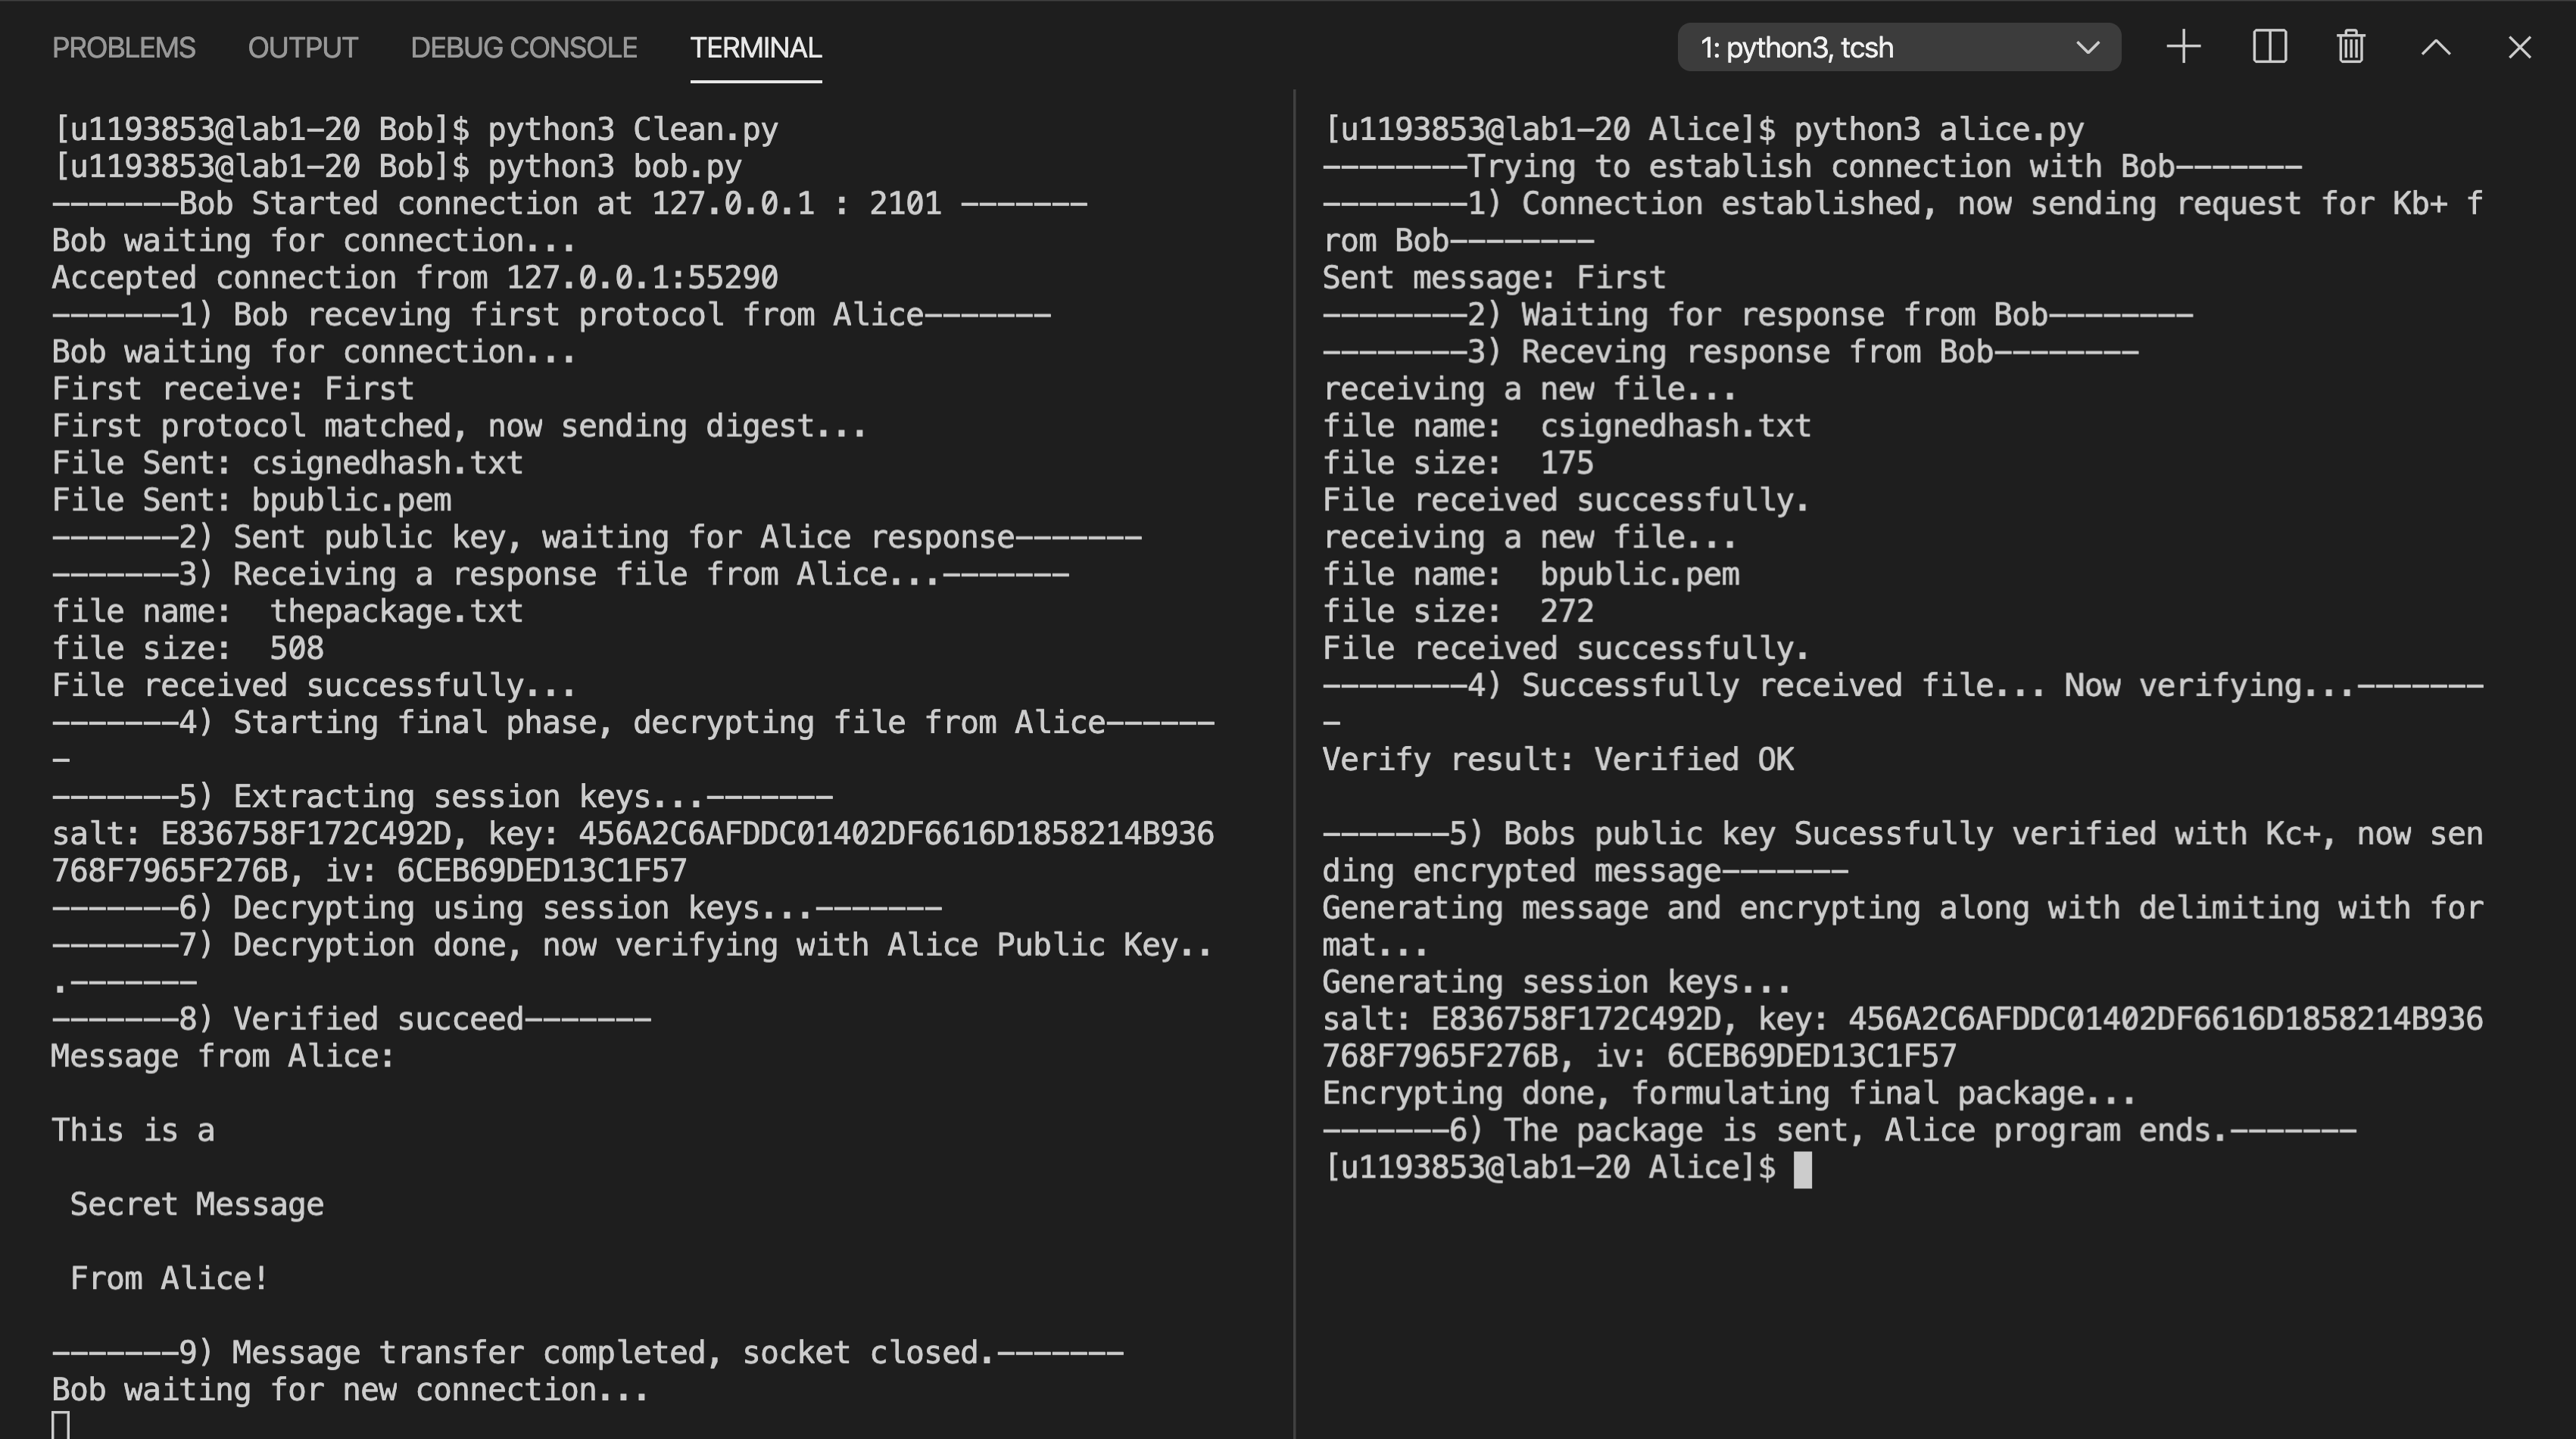 PROBLEMS OUTPUT DEBUG CONSOLE TERMINAL 1: python3, tcsh
[u1193853@lab1-20 Bob]$ python3 Clean.py
[u1193853@lab1-20 Bob]$ python3 bob.py
-------Bob Started connection at 127.0.0.1 : 2101 -------
Bob waiting for connection...
Accepted connection from 127.0.0.1:55290
-------1) Bob receving first protocol from Alice-------
Bob waiting for connection...
First receive: First
First protocol matched, now sending digest...
File Sent: csignedhash.txt
File Sent: bpublic.pem
-------2) Sent public key, waiting for Alice response-------
-------3) Receiving a response file from Alice...-------
file name:  thepackage.txt
file size:  508
File received successfully...
-------4) Starting final phase, decrypting file from Alice------
-
-------5) Extracting session keys...-------
salt: E836758F172C492D, key: 456A2C6AFDDC01402DF6616D1858214B936
768F7965F276B, iv: 6CEB69DED13C1F57
-------6) Decrypting using session keys...-------
-------7) Decryption done, now verifying with Alice Public Key..
.-------
-------8) Verified succeed-------
Message from Alice:
This is a
 Secret Message
 From Alice!
-------9) Message transfer completed, socket closed.-------
Bob waiting for new connection...
[u1193853@lab1-20 Alice]$ python3 alice.py
--------Trying to establish connection with Bob-------
--------1) Connection established, now sending request for Kb+ f
rom Bob--------
Sent message: First
--------2) Waiting for response from Bob--------
--------3) Receving response from Bob--------
receiving a new file...
file name:  csignedhash.txt
file size:  175
File received successfully.
receiving a new file...
file name:  bpublic.pem
file size:  272
File received successfully.
--------4) Successfully received file... Now verifying...-------
-
Verify result: Verified OK
-------5) Bobs public key Sucessfully verified with Kc+, now sen
ding encrypted message-------
Generating message and encrypting along with delimiting with for
mat...
Generating session keys...
salt: E836758F172C492D, key: 456A2C6AFDDC01402DF6616D1858214B936
768F7965F276B, iv: 6CEB69DED13C1F57
Encrypting done, formulating final package...
-------6) The package is sent, Alice program ends.-------
[u1193853@lab1-20 Alice]$